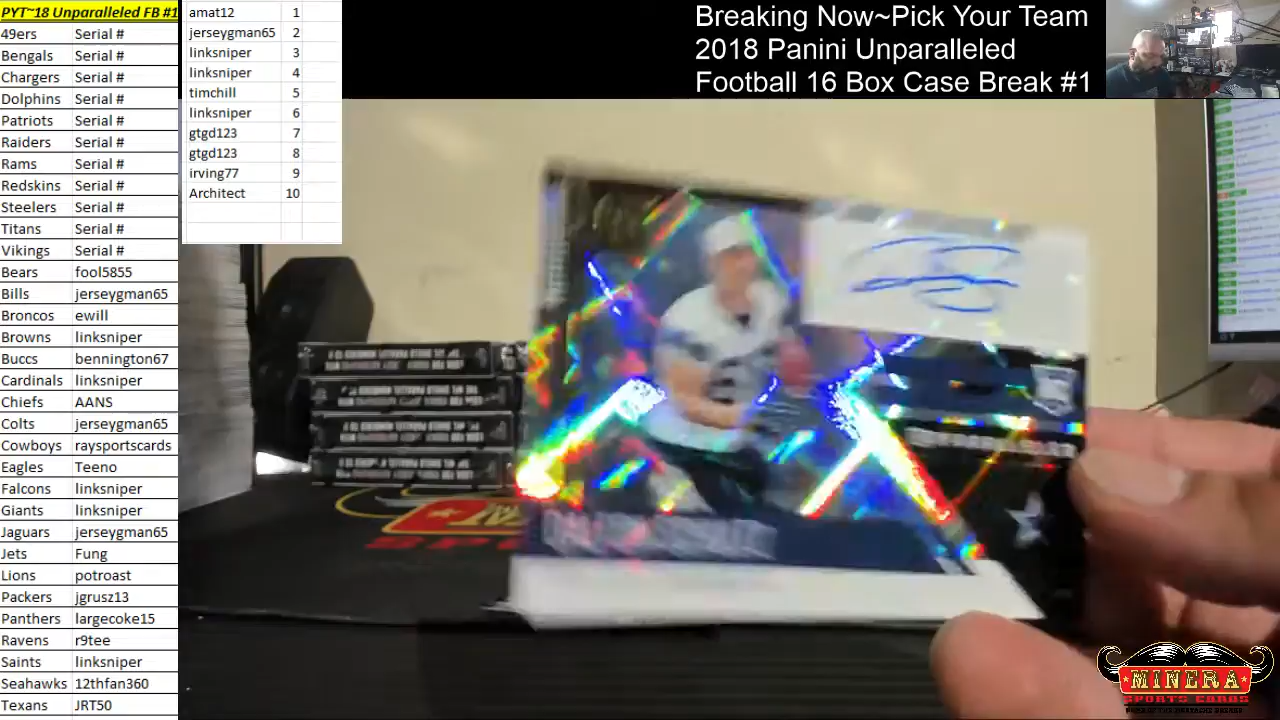 PYT~18 Unparalleled FB #1
49ers Serial #
Bengals Serial #
Chargers Serial #
Dolphins Serial #
Patriots Serial #
Raiders Serial #
Rams Serial #
Redskins Serial #
Steelers Serial #
Titans Serial #
Vikings Serial #
Bears fool5855
Bills jerseygman65
Broncos ewill
Browns linksniper
Buccs bennington67
Cardinals linksniper
Chiefs AANS
Colts jerseygman65
Cowboys raysportscards
Eagles Teeno
Falcons linksniper
Giants linksniper
Jaguars jerseygman65
Jets Fung
Lions potroast
Packers jgrusz13
Panthers largecoke15
Ravens r9tee
Saints linksniper
Seahawks 12thfan360
Texans JRT50
amat12 1
jerseygman65 2
linksniper 3
linksniper 4
timchill 5
linksniper 6
gtgd123 7
gtgd123 8
irving77 9
Architect 10
Breaking Now~Pick Your Team
2018 Panini Unparalleled
Football 16 Box Case Break #1
MINERA